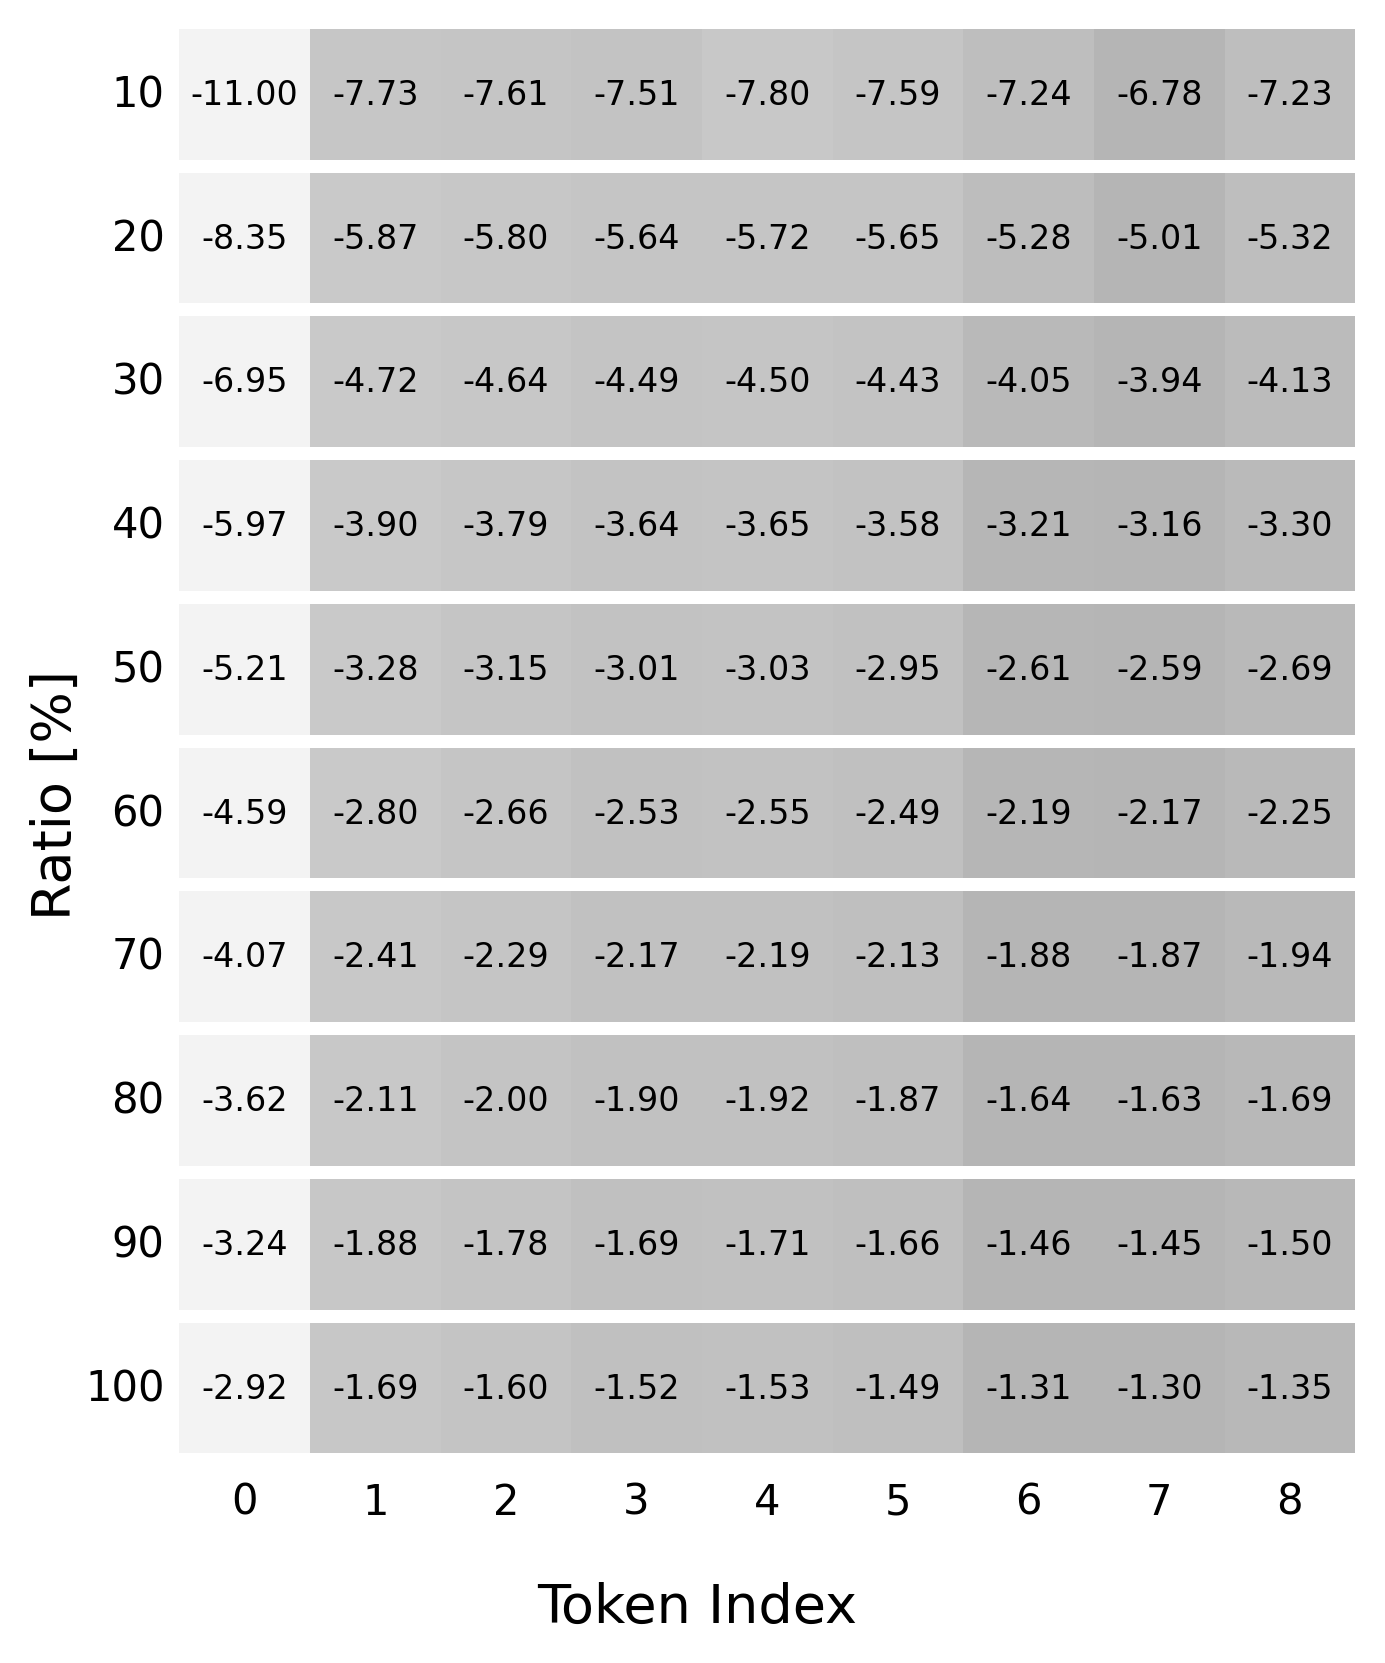 10 -11.00 -7.73 -7.61 -7.51 -7.80 -7.59 -7.24 -6.78 -7.23
20 -8.35 -5.87 -5.80 -5.64 -5.72 -5.65 -5.28 -5.01 -5.32
30 -6.95 -4.72 -4.64 -4.49 -4.50 -4.43 -4.05 -3.94 -4.13
40 -5.97 -3.90 -3.79 -3.64 -3.65 -3.58 -3.21 -3.16 -3.30
50 -5.21 -3.28 -3.15 -3.01 -3.03 -2.95 -2.61 -2.59 -2.69
60 -4.59 -2.80 -2.66 -2.53 -2.55 -2.49 -2.19 -2.17 -2.25
70 -4.07 -2.41 -2.29 -2.17 -2.19 -2.13 -1.88 -1.87 -1.94
80 -3.62 -2.11 -2.00 -1.90 -1.92 -1.87 -1.64 -1.63 -1.69
90 -3.24 -1.88 -1.78 -1.69 -1.71 -1.66 -1.46 -1.45 -1.50
100 -2.92 -1.69 -1.60 -1.52 -1.53 -1.49 -1.31 -1.30 -1.35
0 1 2 3 4 5 6 7 8
Token Index
Ratio [%]